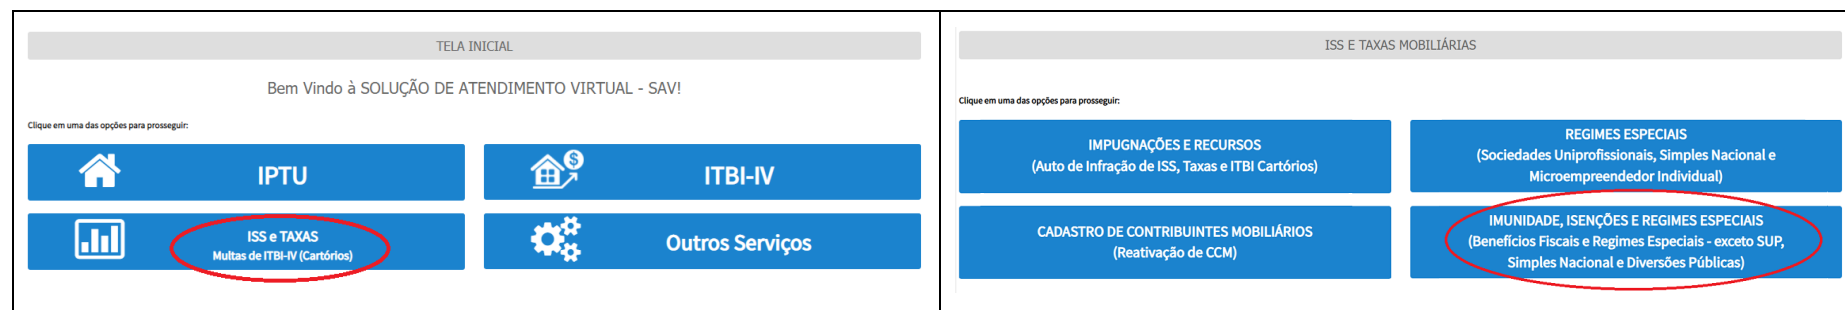 TELA INICIAL
Bem Vindo à SOLUÇÃO DE ATENDIMENTO VIRTUAL - SAV!
Clique em uma das opções para prosseguir:
IPTU
ITBI-IV
ISS e TAXAS
Multas de ITBI-IV (Cartórios)
Outros Serviços
ISS E TAXAS MOBILIÁRIAS
Clique em uma das opções para prosseguir:
IMPUGNAÇÕES E RECURSOS
(Auto de Infração de ISS, Taxas e ITBI Cartórios)
REGIMES ESPECIAIS
(Sociedades Uniprofissionais, Simples Nacional e
Microempreendedor Individual)
CADASTRO DE CONTRIBUINTES MOBILIÁRIOS
(Reativação de CCM)
IMUNIDADE, ISENÇÕES E REGIMES ESPECIAIS
(Benefícios Fiscais e Regimes Especiais - exceto SUP,
Simples Nacional e Diversões Públicas)